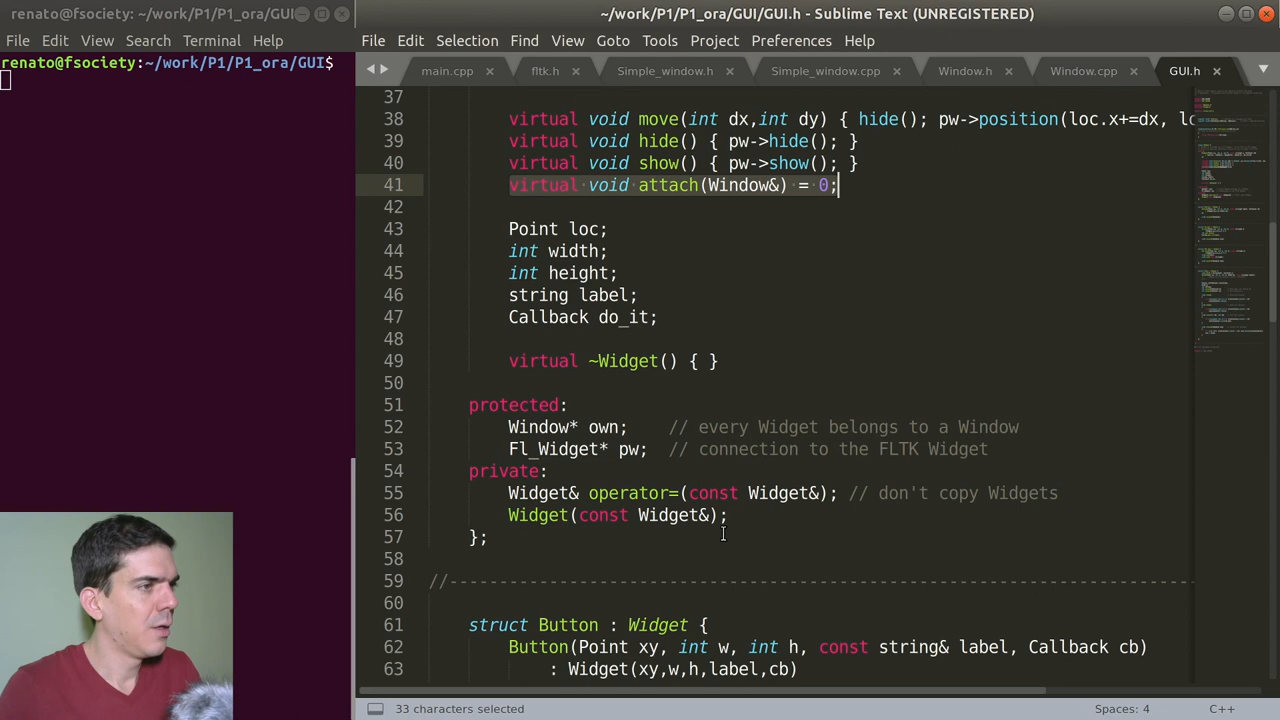 renato@fsociety: ~/work/P1/P1_ora/GUI
File Edit View Search Terminal Help
renato@fsociety:~/work/P1/P1_ora/GUI$
~/work/P1/P1_ora/GUI/GUI.h - Sublime Text (UNREGISTERED)
File Edit Selection Find View Goto Tools Project Preferences Help
main.cpp fltk.h Simple_window.h Simple_window.cpp Window.h Window.cpp GUI.h
37
38 virtual void move(int dx,int dy) { hide(); pw->position(loc.x+=dx, lo
39 virtual void hide() { pw->hide(); }
40 virtual void show() { pw->show(); }
41 virtual void attach(Window&) = 0;
42
43 Point loc;
44 int width;
45 int height;
46 string label;
47 Callback do_it;
48
49 virtual ~Widget() { }
50
51 protected:
52 Window* own; // every Widget belongs to a Window
53 Fl_Widget* pw; // connection to the FLTK Widget
54 private:
55 Widget& operator=(const Widget&); // don't copy Widgets
56 Widget(const Widget&);
57 };
58
59 //---------------------------------------------------------------------------
60
61 struct Button : Widget {
62 Button(Point xy, int w, int h, const string& label, Callback cb)
63 : Widget(xy,w,h,label,cb)
33 characters selected Spaces: 4 C++